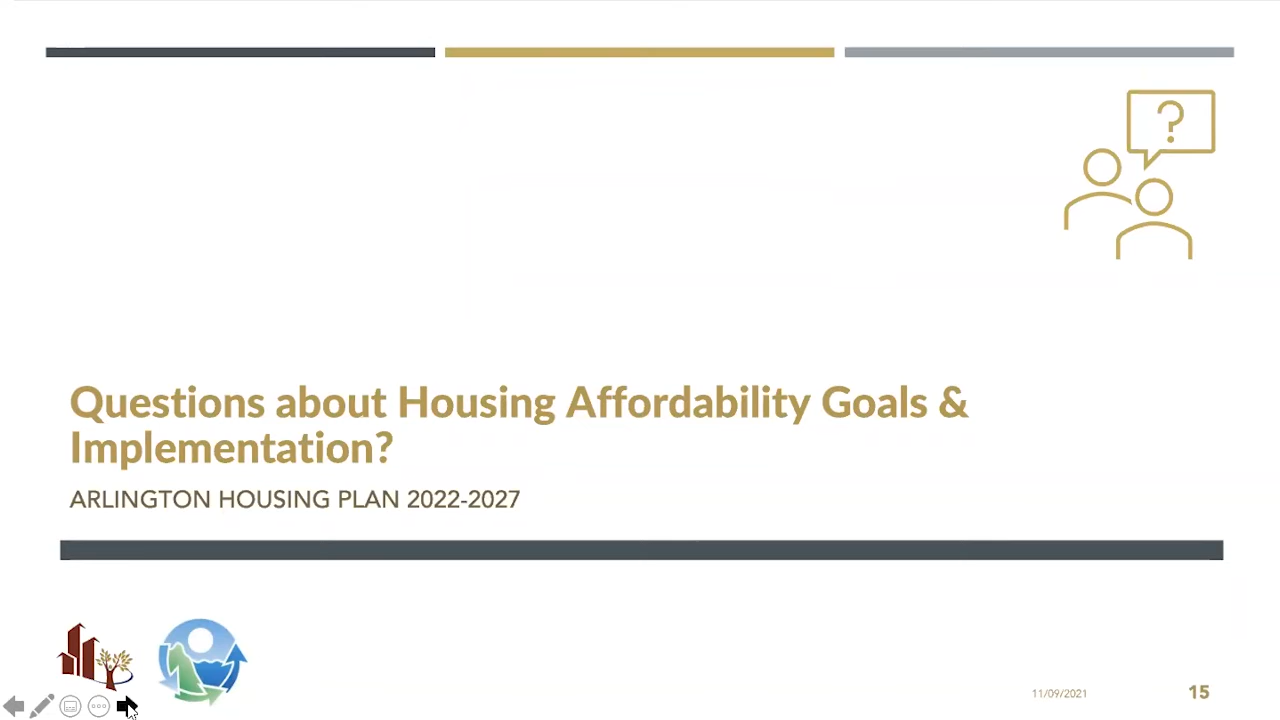 ?
Questions about Housing Affordability Goals &
Implementation?
ARLINGTON HOUSING PLAN 2022-2027
11/09/2021
15